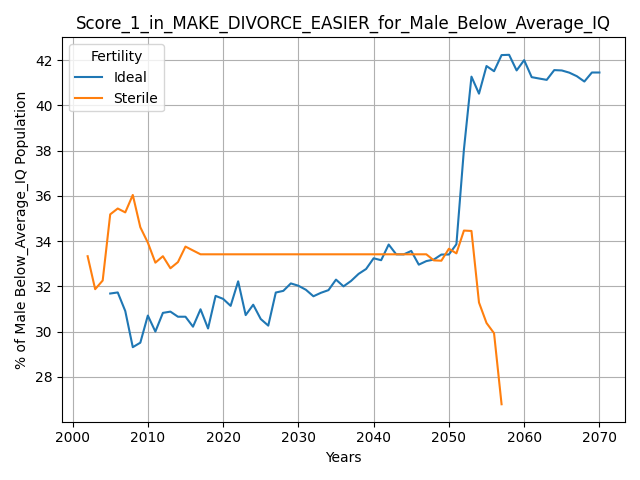 Score_1_in_MAKE_DIVORCE_EASIER_for_Male_Below_Average_IQ
Fertility
Ideal
Sterile
% of Male Below_Average_IQ Population
42
40
38
36
34
32
30
28
2000 2010 2020 2030 2040 2050 2060 2070
Years